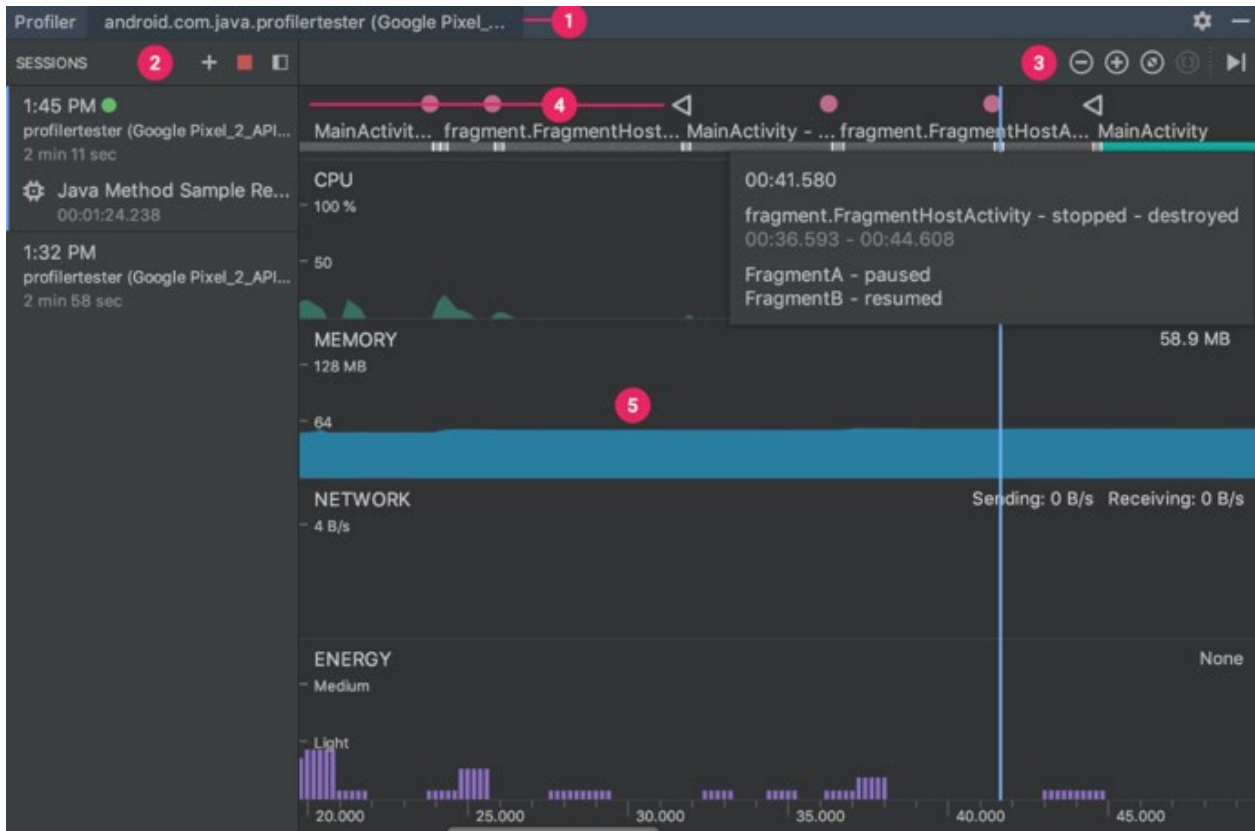 Profiler android.com.java.profilertester (Google Pixel_... 1
SESSIONS 2
3
1:45 PM
profilertester (Google Pixel_2_API...
2 min 11 sec
Java Method Sample Re...
00:01:24.238
1:32 PM
profilertester (Google Pixel_2_API...
2 min 58 sec
4
MainActivit... fragment.FragmentHost... MainActivity - ... fragment.FragmentHostA... MainActivity
CPU
100 %
50
00:41.580
fragment.FragmentHostActivity - stopped - destroyed
00:36.593 - 00:44.608
FragmentA - paused
FragmentB - resumed
MEMORY 58.9 MB
128 MB
5
64
NETWORK Sending: 0 B/s Receiving: 0 B/s
4 B/s
ENERGY None
Medium
Light
20.000 25.000 30.000 35.000 40.000 45.000